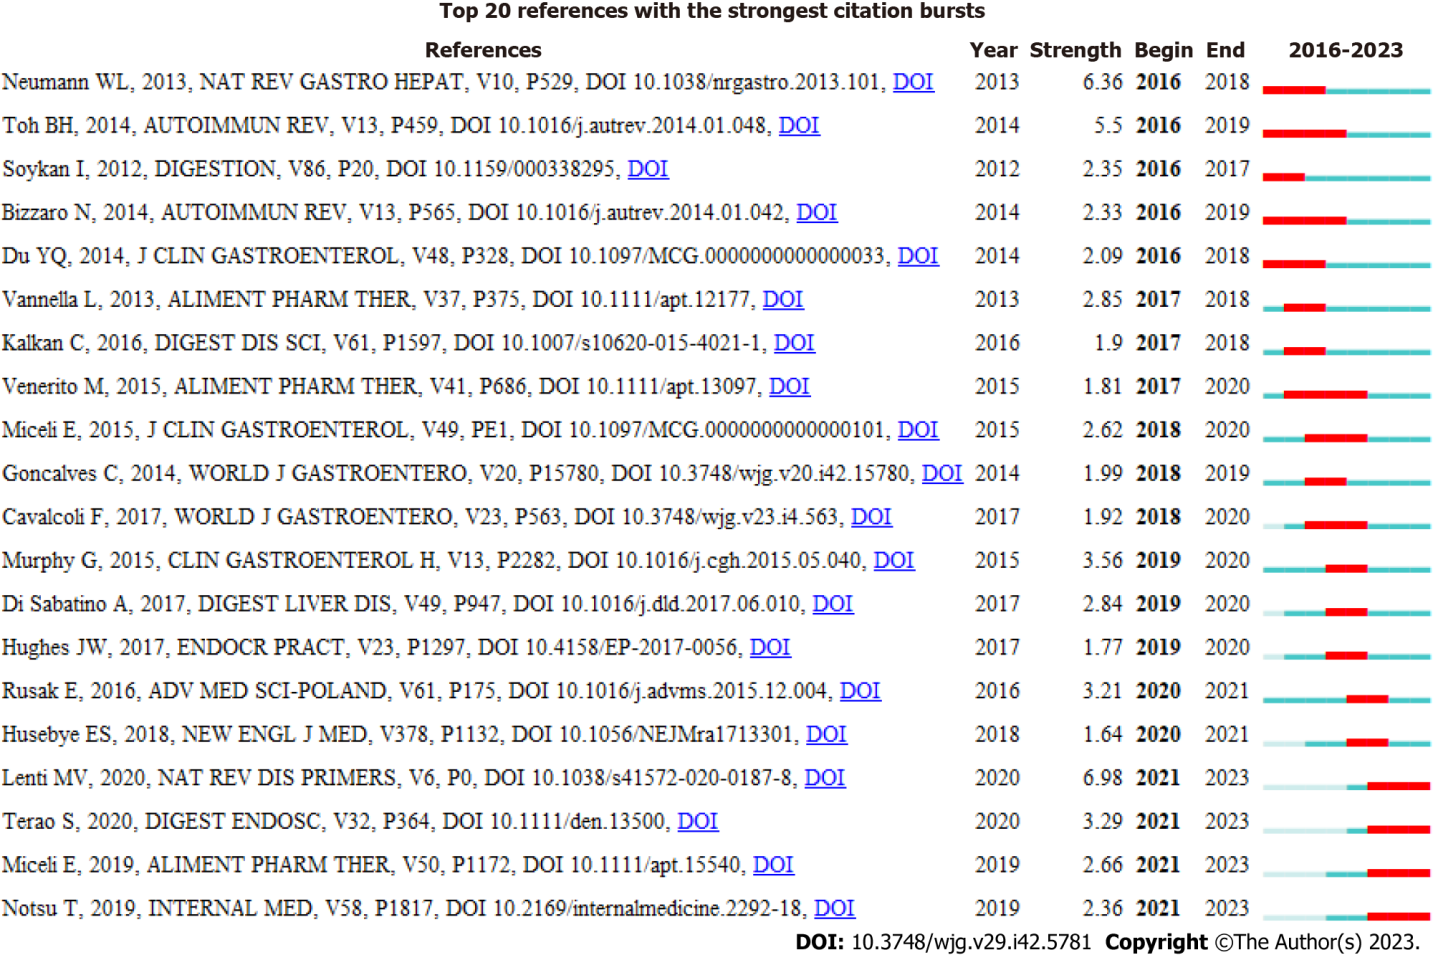 Top 20 references with the strongest citation bursts
References Year Strength Begin End 2016-2023
Neumann WL, 2013, NAT REV GASTRO HEPAT, V10, P529, DOI 10.1038/nrgastro.2013.101, DOI 2013 6.36 2016 2018
Toh BH, 2014, AUTOIMMUN REV, V13, P459, DOI 10.1016/j.autrev.2014.01.048, DOI 2014 5.5 2016 2019
Soykan I, 2012, DIGESTION, V86, P20, DOI 10.1159/000338295, DOI 2012 2.35 2016 2017
Bizzaro N, 2014, AUTOIMMUN REV, V13, P565, DOI 10.1016/j.autrev.2014.01.042, DOI 2014 2.33 2016 2019
Du YQ, 2014, J CLIN GASTROENTEROL, V48, P328, DOI 10.1097/MCG.0000000000000033, DOI 2014 2.09 2016 2018
Vannella L, 2013, ALIMENT PHARM THER, V37, P375, DOI 10.1111/apt.12177, DOI 2013 2.85 2017 2018
Kalkan C, 2016, DIGEST DIS SCI, V61, P1597, DOI 10.1007/s10620-015-4021-1, DOI 2016 1.9 2017 2018
Venerito M, 2015, ALIMENT PHARM THER, V41, P686, DOI 10.1111/apt.13097, DOI 2015 1.81 2017 2020
Miceli E, 2015, J CLIN GASTROENTEROL, V49, PE1, DOI 10.1097/MCG.0000000000000101, DOI 2015 2.62 2018 2020
Goncalves C, 2014, WORLD J GASTROENTERO, V20, P15780, DOI 10.3748/wjg.v20.i42.15780, DOI 2014 1.99 2018 2019
Cavalcoli F, 2017, WORLD J GASTROENTERO, V23, P563, DOI 10.3748/wjg.v23.i4.563, DOI 2017 1.92 2018 2020
Murphy G, 2015, CLIN GASTROENTEROL H, V13, P2282, DOI 10.1016/j.cgh.2015.05.040, DOI 2015 3.56 2019 2020
Di Sabatino A, 2017, DIGEST LIVER DIS, V49, P947, DOI 10.1016/j.dld.2017.06.010, DOI 2017 2.84 2019 2020
Hughes JW, 2017, ENDOCR PRACT, V23, P1297, DOI 10.4158/EP-2017-0056, DOI 2017 1.77 2019 2020
Rusak E, 2016, ADV MED SCI-POLAND, V61, P175, DOI 10.1016/j.advms.2015.12.004, DOI 2016 3.21 2020 2021
Husebye ES, 2018, NEW ENGL J MED, V378, P1132, DOI 10.1056/NEJMra1713301, DOI 2018 1.64 2020 2021
Lenti MV, 2020, NAT REV DIS PRIMERS, V6, P0, DOI 10.1038/s41572-020-0187-8, DOI 2020 6.98 2021 2023
Terao S, 2020, DIGEST ENDOSC, V32, P364, DOI 10.1111/den.13500, DOI 2020 3.29 2021 2023
Miceli E, 2019, ALIMENT PHARM THER, V50, P1172, DOI 10.1111/apt.15540, DOI 2019 2.66 2021 2023
Notsu T, 2019, INTERNAL MED, V58, P1817, DOI 10.2169/internalmedicine.2292-18, DOI 2019 2.36 2021 2023
DOI: 10.3748/wjg.v29.i42.5781 Copyright ©The Author(s) 2023.